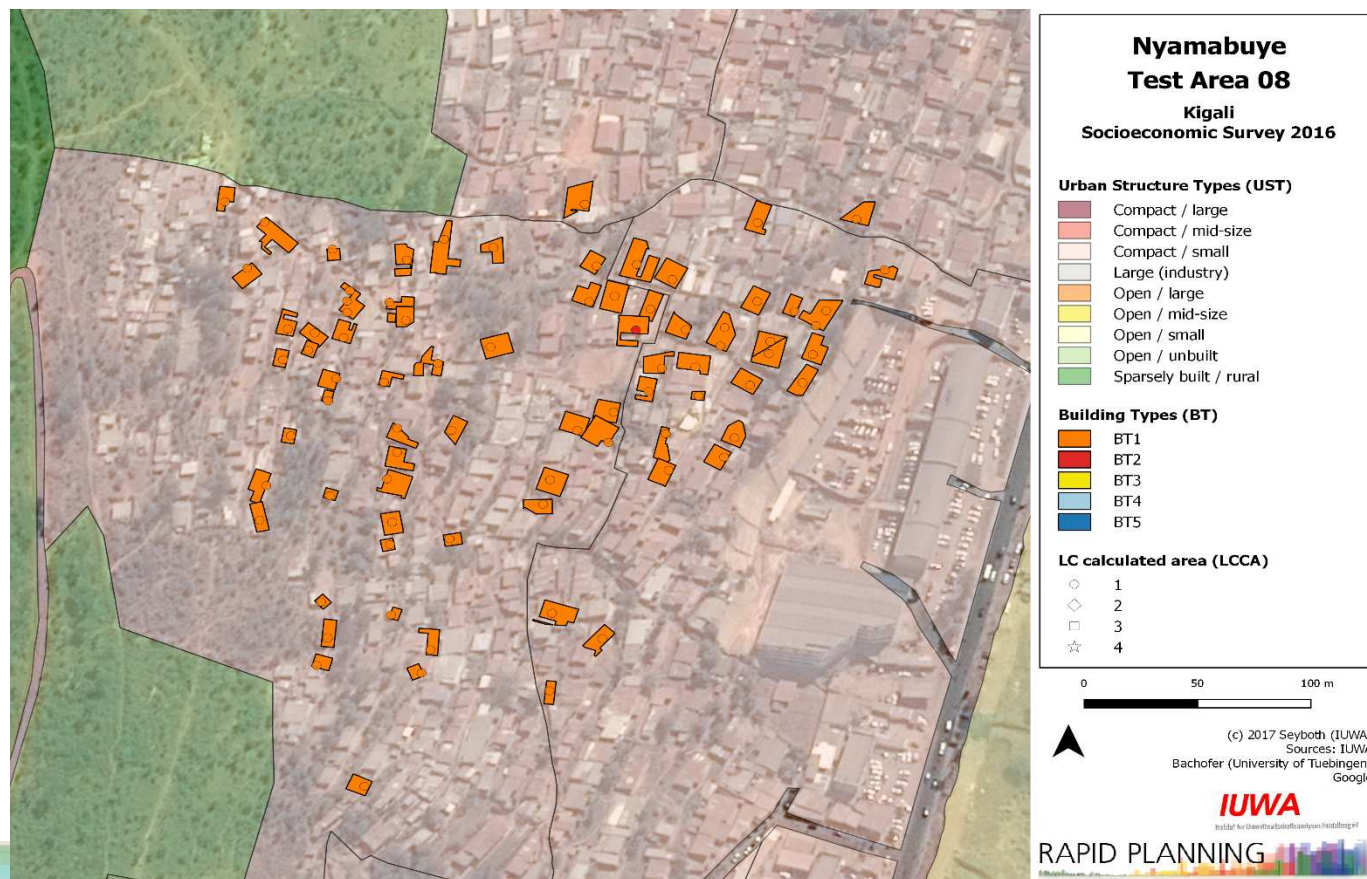 Nyamabuye
Test Area 08
Kigali
Socioeconomic Survey 2016
Urban Structure Types (UST)
Compact / large
Compact / mid-size
Compact / small
Large (industry)
Open / large
Open / mid-size
Open / small
Open / unbuilt
Sparsely built / rural
Building Types (BT)
BT1
BT2
BT3
BT4
BT5
LC calculated area (LCCA)
1
2
3
4
0 50 100 m
(c) 2017 Seyboth (IUWA
Sources: IUWA
Bachofer (University of Tuebingen
Google
IUWA
RAPID PLANNING